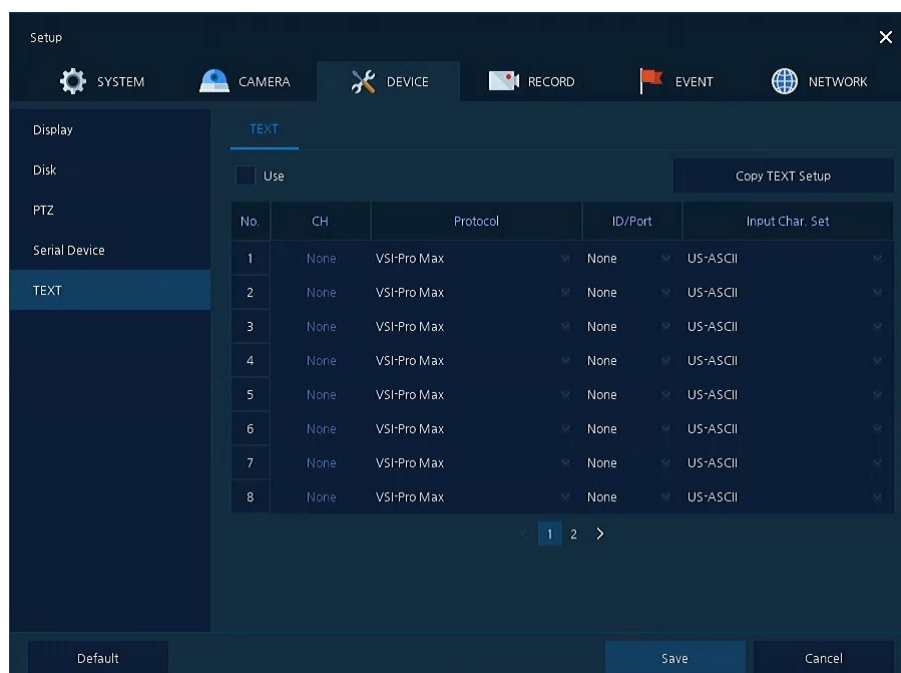 Setup
SYSTEM CAMERA DEVICE RECORD EVENT NETWORK
Display
Disk
PTZ
Serial Device
TEXT
TEXT
Use Copy TEXT Setup
No. CH Protocol ID/Port Input Char. Set
1 None VSI-Pro Max None US-ASCII
2 None VSI-Pro Max None US-ASCII
3 None VSI-Pro Max None US-ASCII
4 None VSI-Pro Max None US-ASCII
5 None VSI-Pro Max None US-ASCII
6 None VSI-Pro Max None US-ASCII
7 None VSI-Pro Max None US-ASCII
8 None VSI-Pro Max None US-ASCII
1 2
Default Save Cancel